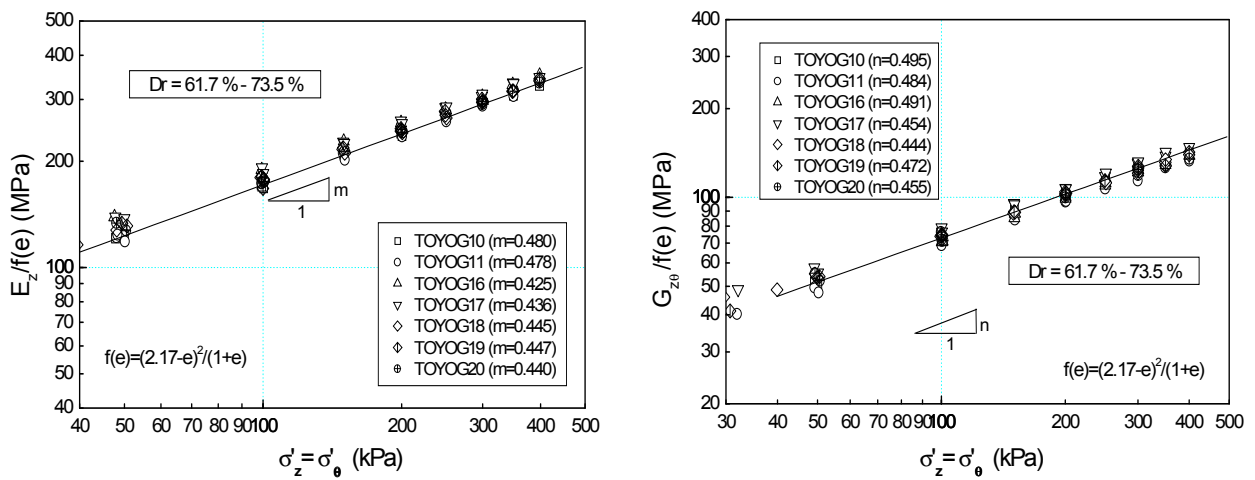 500
400
300
200
100
90
80
70
60
50
40
E_z/f(e) (MPa)
Dr = 61.7 % - 73.5 %
m
1
TOYOG10 (m=0.480)
TOYOG11 (m=0.478)
TOYOG16 (m=0.425)
TOYOG17 (m=0.436)
TOYOG18 (m=0.445)
TOYOG19 (m=0.447)
TOYOG20 (m=0.440)
f(e)=(2.17-e)²/(1+e)
40 50 60 70 80 90 100 200 300 400 500
σ'_z = σ'_θ (kPa)
400
300
200
100
90
80
70
60
50
40
30
20
G_zθ/f(e) (MPa)
TOYOG10 (n=0.495)
TOYOG11 (n=0.484)
TOYOG16 (n=0.491)
TOYOG17 (n=0.454)
TOYOG18 (n=0.444)
TOYOG19 (n=0.472)
TOYOG20 (n=0.455)
Dr = 61.7 % - 73.5 %
n
1
f(e)=(2.17-e)²/(1+e)
30 40 50 60 70 80 90 100 200 300 400 500
σ'_z = σ'_θ (kPa)